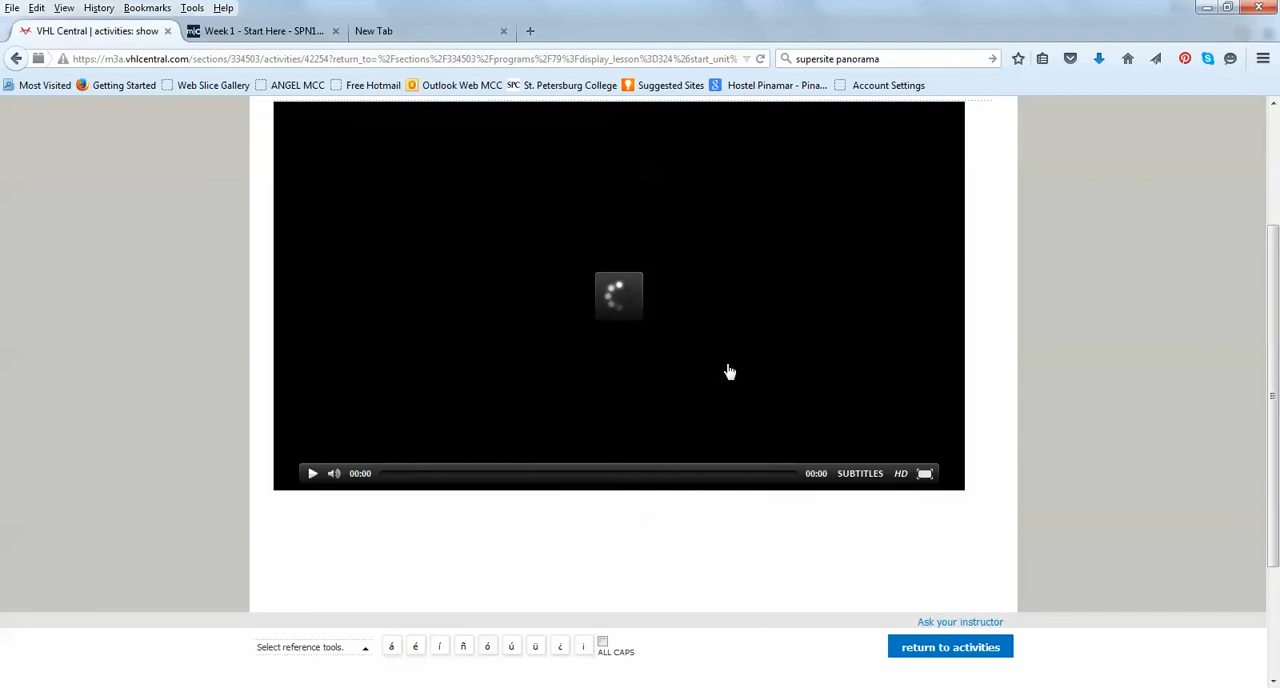 File Edit View History Bookmarks Tools Help
VHL Central | activities: show × M|C Week 1 - Start Here - SPN1... × New Tab × +
https://m3a.vhlcentral.com/sections/334503/activities/42254?return_to=%2Fsections%2F334503%2Fprograms%2F79%3Fdisplay_lesson%3D324%26start_unit% supersite panorama
Most Visited Getting Started Web Slice Gallery ANGEL MCC Free Hotmail Outlook Web MCC SPC St. Petersburg College Suggested Sites Hostel Pinamar - Pina... Account Settings
00:00 00:00 SUBTITLES HD
Ask your instructor
Select reference tools. á é í ñ ó ú ü ¿ ¡ ALL CAPS return to activities